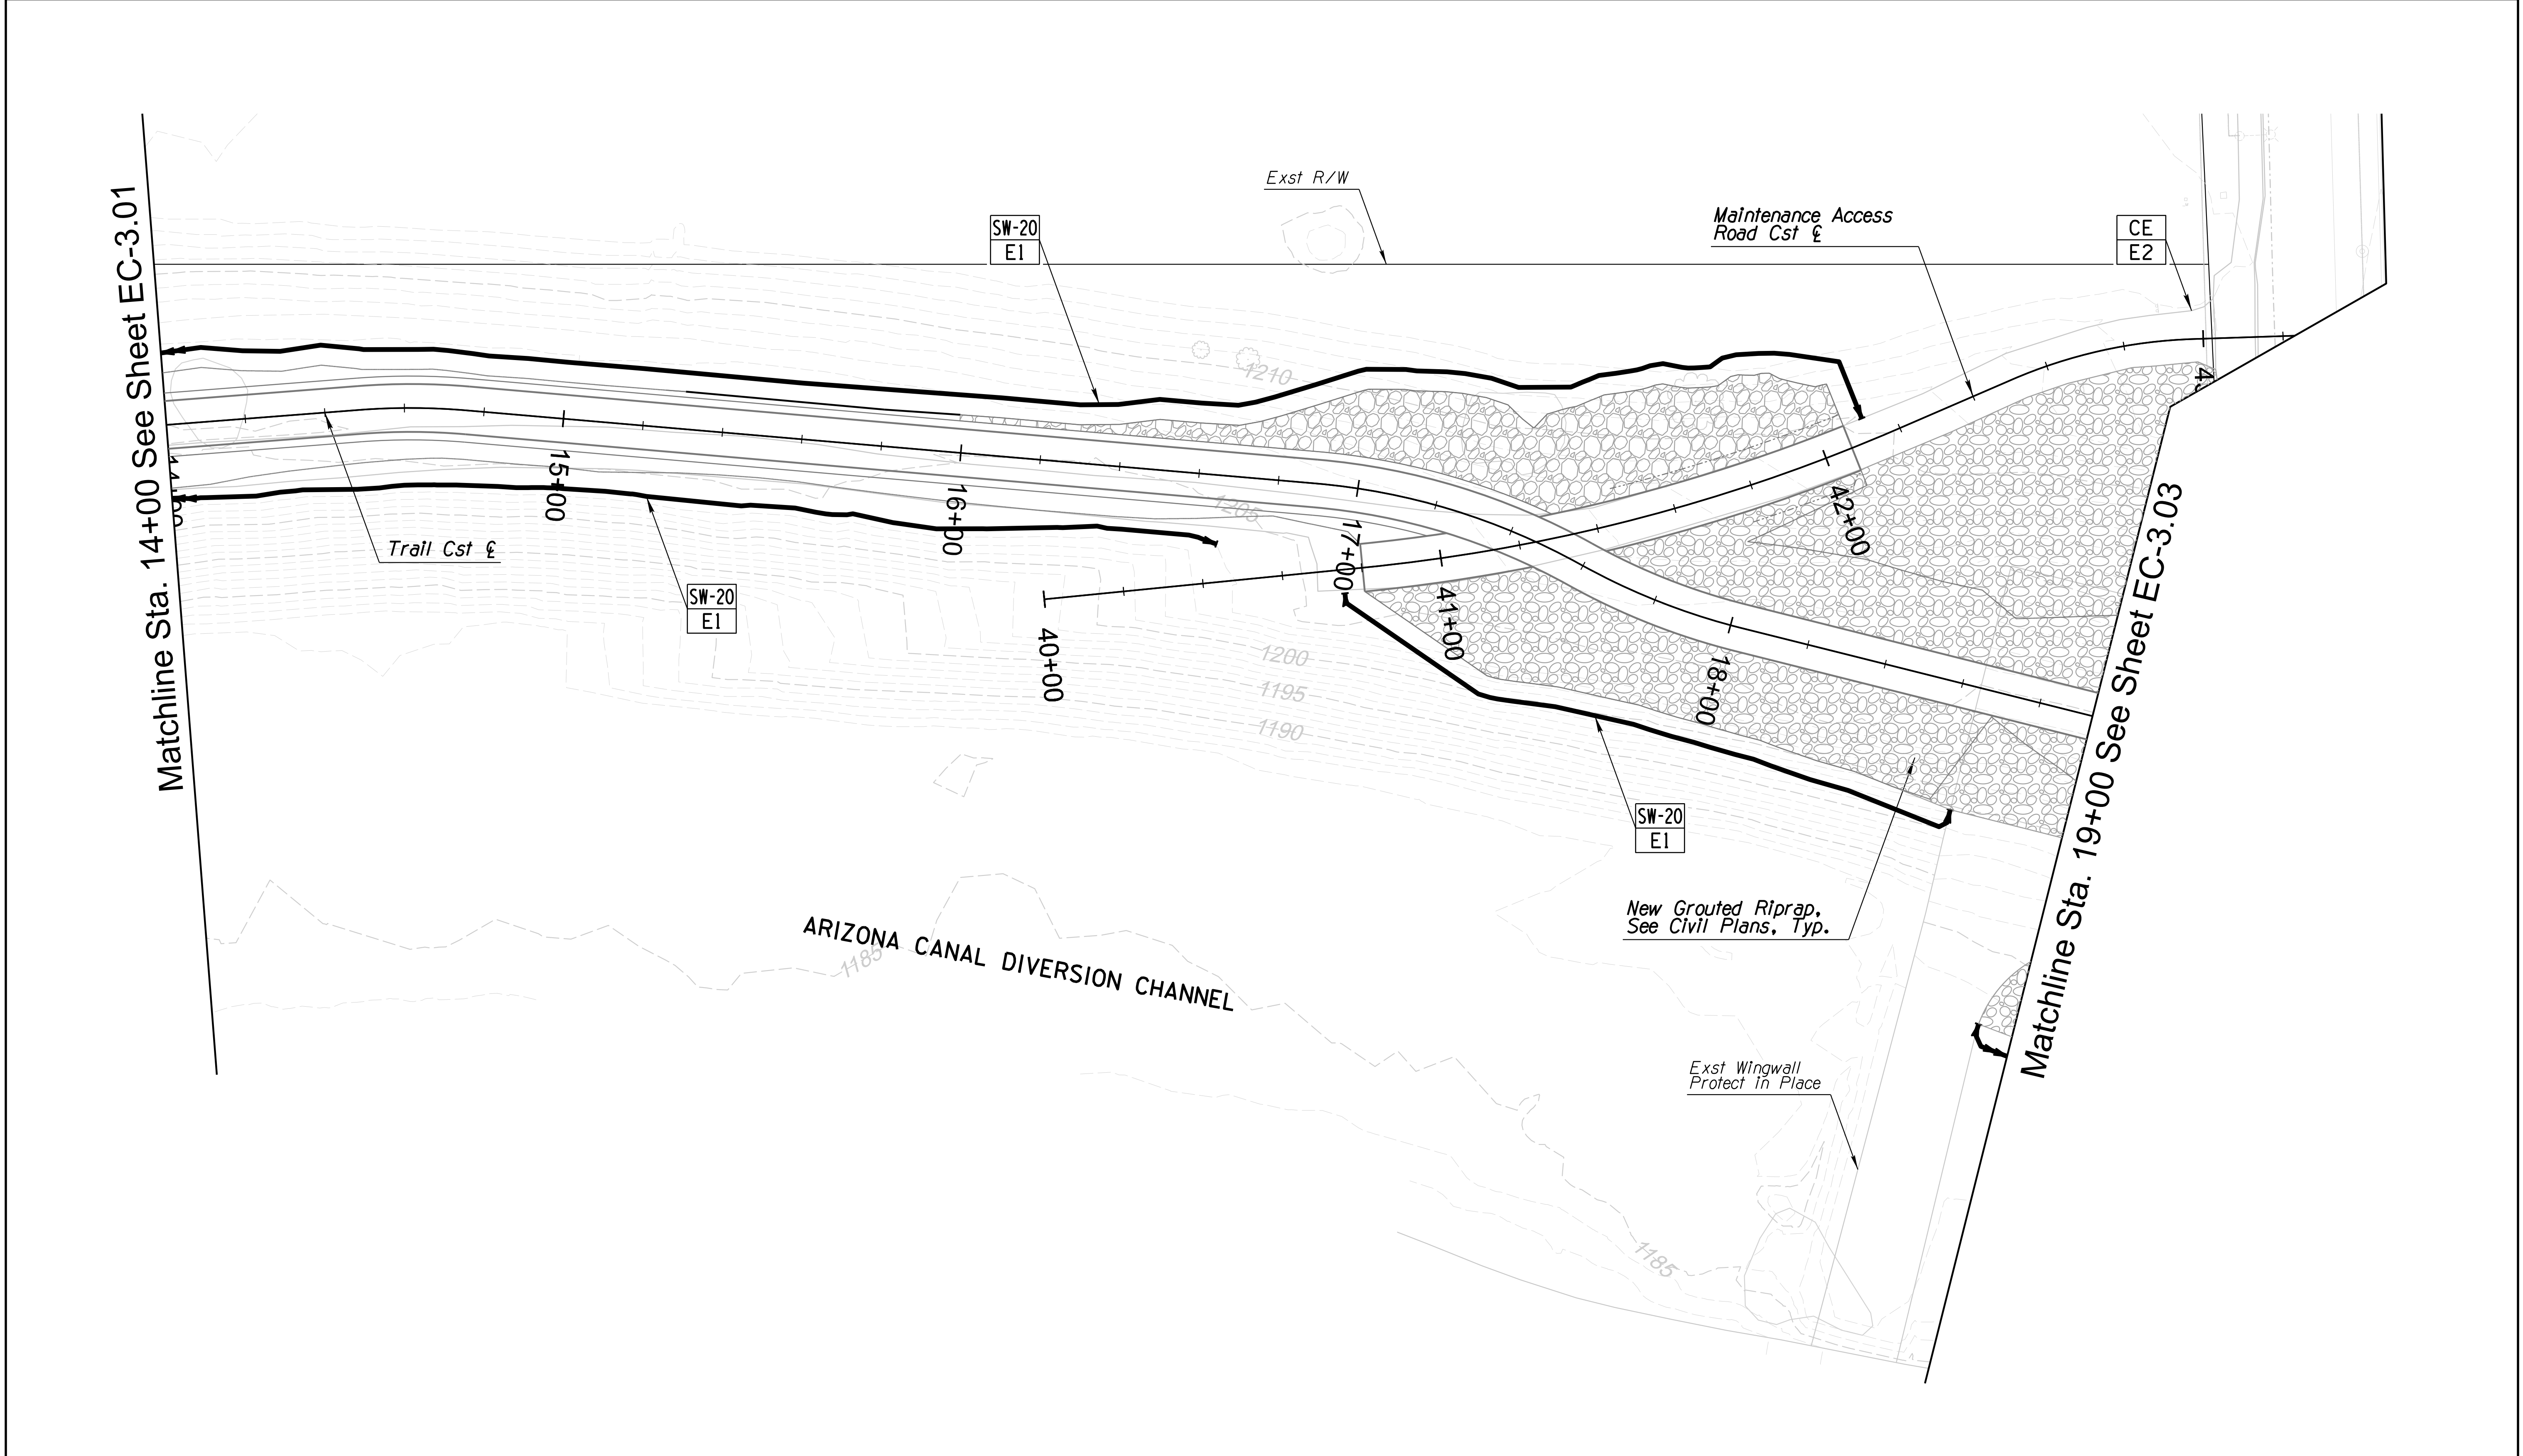 Matchline Sta. 14+00 See Sheet EC-3.01
Exst R/W
SW-20
E1
Maintenance Access
Road Cst ℄
CE
E2
1210
15+00
16+00
1205
17+00
42+00
Trail Cst ℄
SW-20
E1
40+00
41+00
18+00
1200
1195
1190
SW-20
E1
New Grouted Riprap,
See Civil Plans, Typ.
ARIZONA CANAL DIVERSION CHANNEL
1185
Exst Wingwall
Protect in Place
1185
Matchline Sta. 19+00 See Sheet EC-3.03